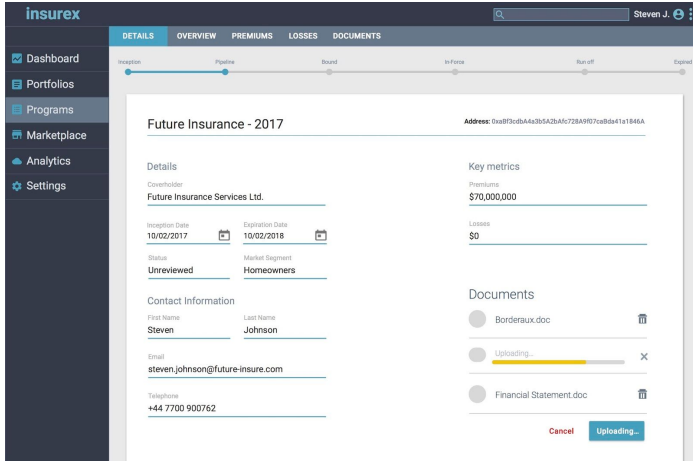 insurex
Steven J.
DETAILS OVERVIEW PREMIUMS LOSSES DOCUMENTS
Dashboard
Portfolios
Programs
Marketplace
Analytics
Settings
Inception Pipeline Bound In-Force Run off Expired
Future Insurance - 2017
Address: 0xaBf3cdbA4a3b5A2bAfc728A9f07caBda41a1846A
Details
Coverholder
Future Insurance Services Ltd.
Inception Date Expiration Date
10/02/2017 10/02/2018
Status Market Segment
Unreviewed Homeowners
Contact Information
First Name Last Name
Steven Johnson
Email
steven.johnson@future-insure.com
Telephone
+44 7700 900762
Key metrics
Premiums
$70,000,000
Losses
$0
Documents
Borderaux.doc
Uploading...
Financial Statement.doc
Cancel Uploading...